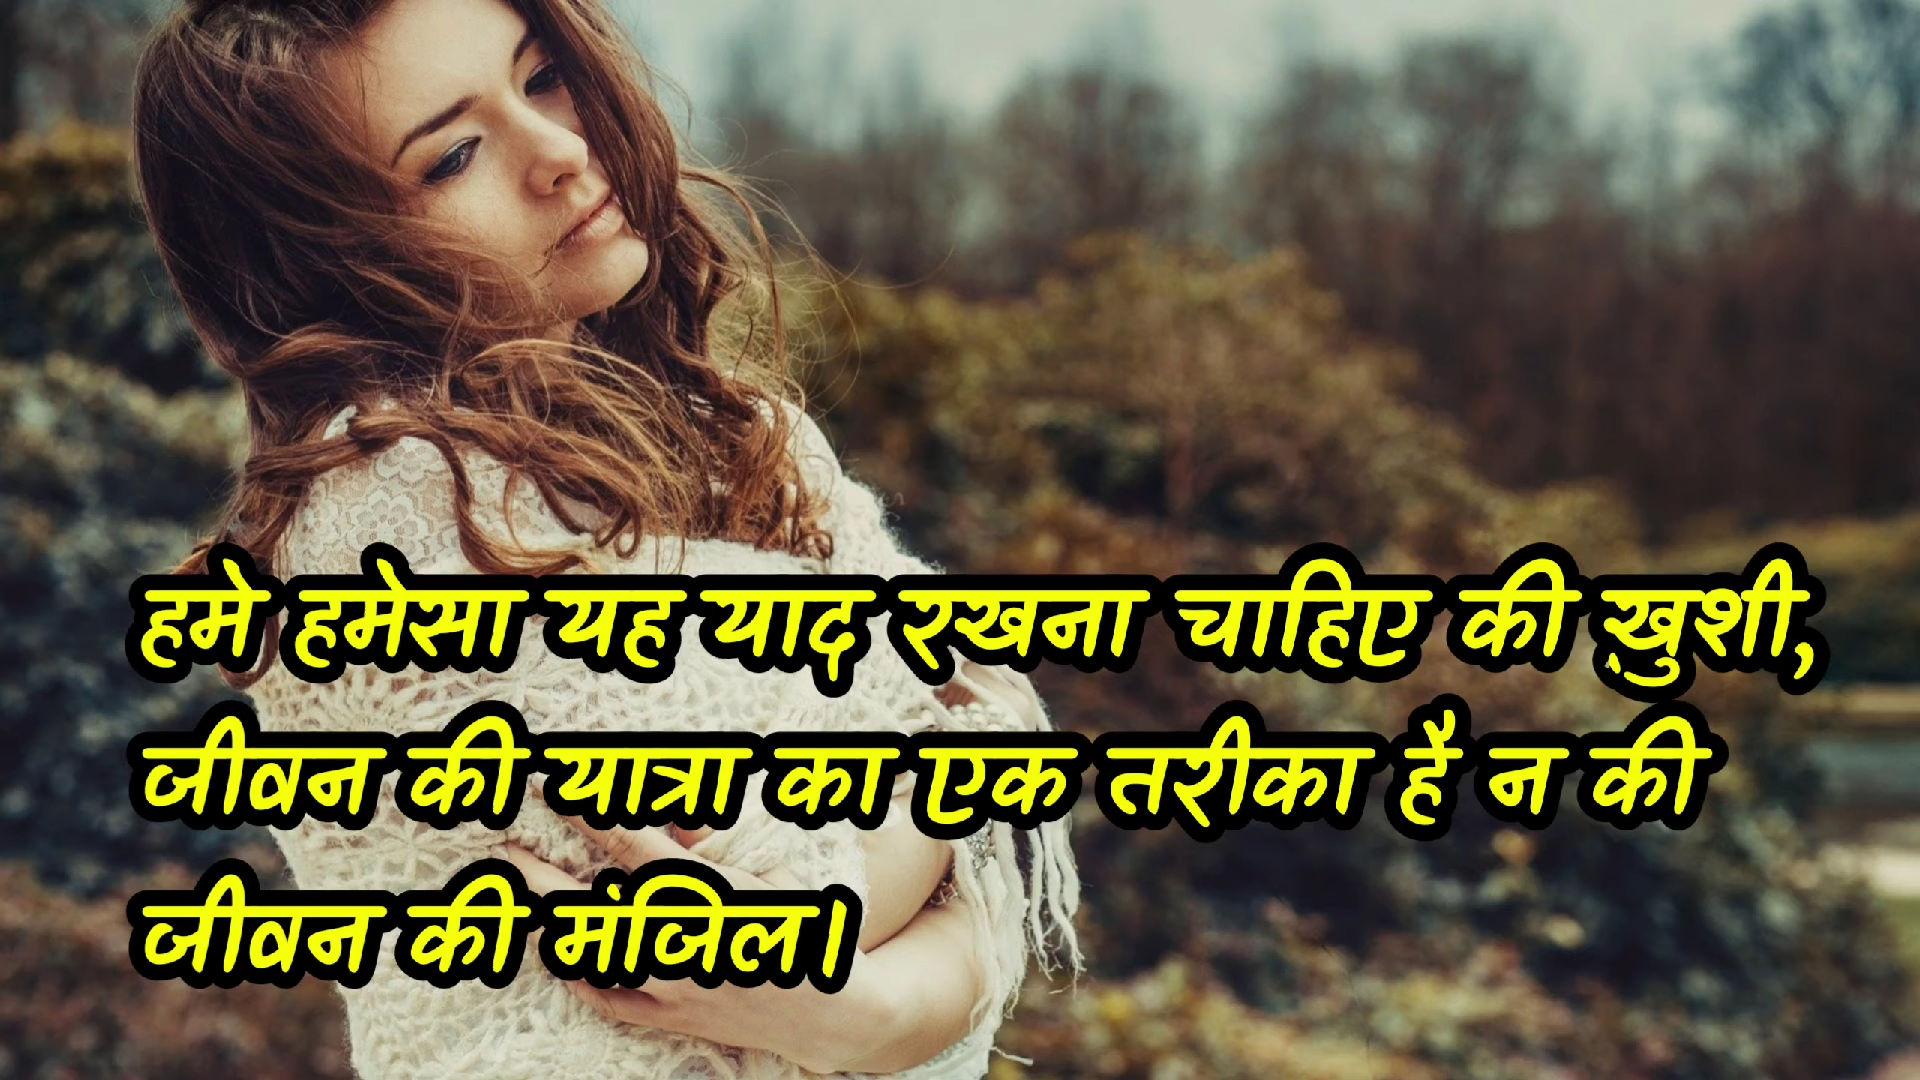 हमे हमेसा यह याद रखना चाहिए की ख़ुशी,
जीवन की यात्रा का एक तरीका है न की
जीवन की मंजिल।